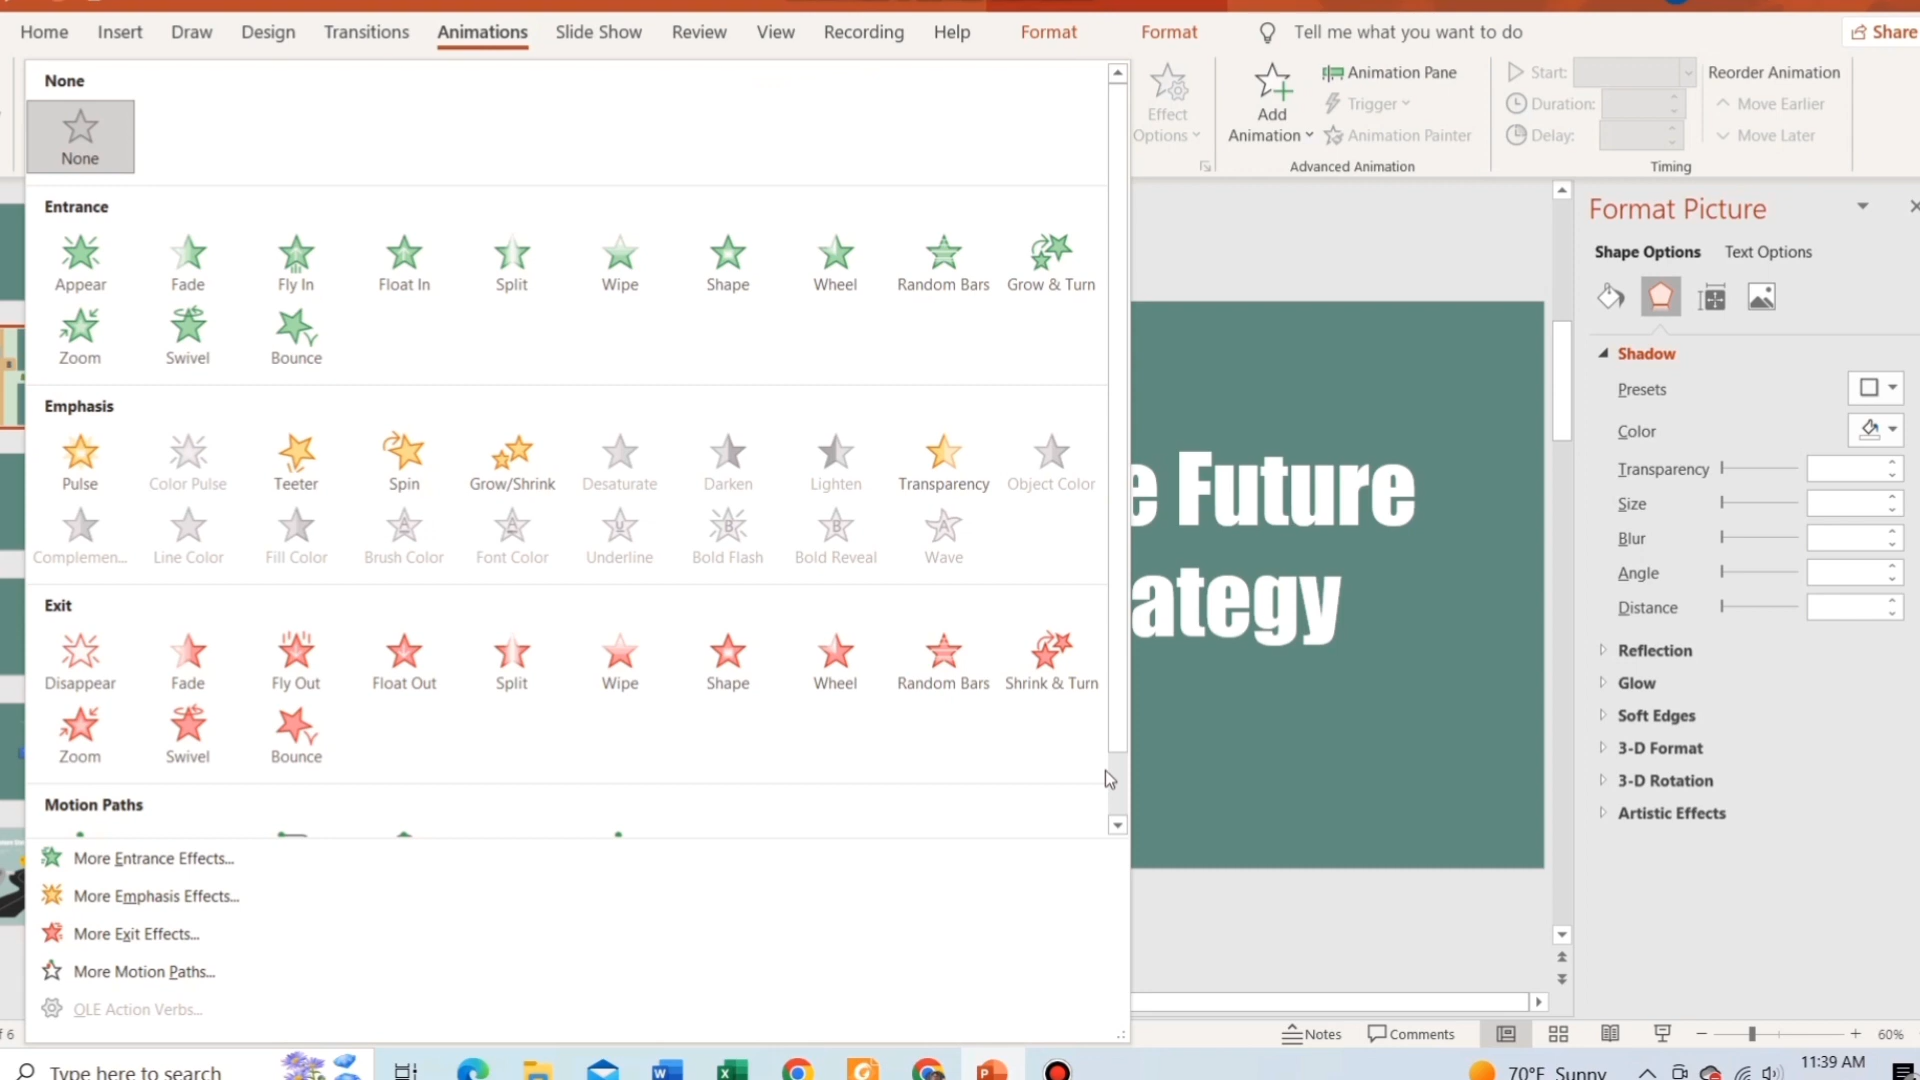 Home Insert Draw Design Transitions Animations Slide Show Review View Recording Help Format Format Tell me what you want to do Share
None
None
Entrance
Appear Fade Fly In Float In Split Wipe Shape Wheel Random Bars Grow & Turn
Zoom Swivel Bounce
Emphasis
Pulse Color Pulse Teeter Spin Grow/Shrink Desaturate Darken Lighten Transparency Object Color
Complemen... Line Color Fill Color Brush Color Font Color Underline Bold Flash Bold Reveal Wave
Exit
Disappear Fade Fly Out Float Out Split Wipe Shape Wheel Random Bars Shrink & Turn
Zoom Swivel Bounce
Motion Paths
More Entrance Effects...
More Emphasis Effects...
More Exit Effects...
More Motion Paths...
OLE Action Verbs...
Effect
Options
Add
Animation
Animation Pane
Trigger
Animation Painter
Advanced Animation
Start:
Duration:
Delay:
Reorder Animation
Move Earlier
Move Later
Timing
e Future
ategy
Format Picture
Shape Options Text Options
Shadow
Presets
Color
Transparency
Size
Blur
Angle
Distance
Reflection
Glow
Soft Edges
3-D Format
3-D Rotation
Artistic Effects
f 6 Notes Comments 60%
Type here to search 70°F Sunny 11:39 AM